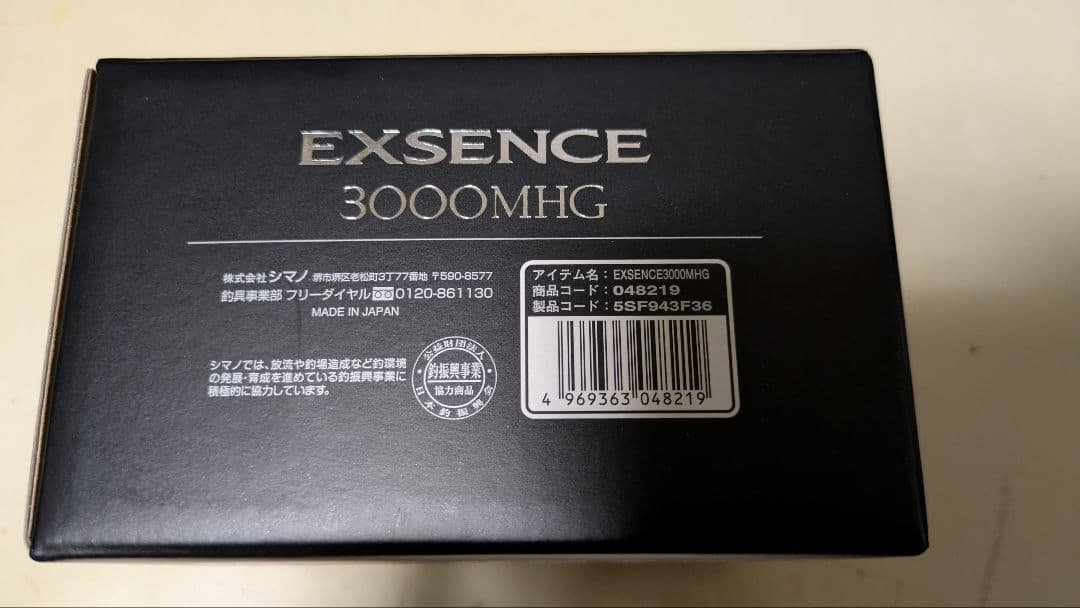 EXSENCE
3000MHG
株式会社 シマノ 堺市堺区老松町3丁77番地 〒590-8577
釣具事業部 フリーダイヤル 0120-861130
MADE IN JAPAN
シマノでは、放流や釣場造成など釣環境
の発展・育成を進めている釣振興事業に
積極的に協力しています。
公益財団法人
釣振興事業
協力商品
日本釣振興会
アイテム名：EXSENCE3000MHG
商品コード：048219
製品コード：5SF943F36
4 969363 048219